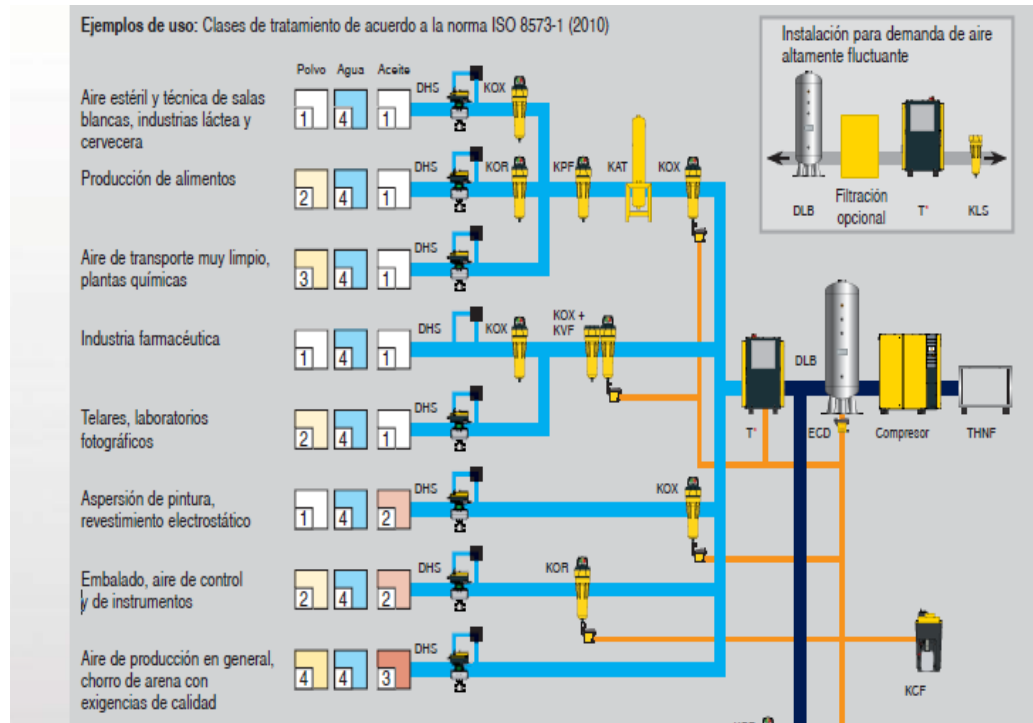 Ejemplos de uso: Clases de tratamiento de acuerdo a la norma ISO 8573-1 (2010)
Instalación para demanda de aire
altamente fluctuante
DLB
Filtración
opcional
T*
KLS
Polvo Agua Aceite
Aire estéril y técnica de salas
blancas, industrias láctea y
cervecera
1 4 1
DHS KOX
Producción de alimentos
2 4 1
DHS KOR KPF KAT KOX
Aire de transporte muy limpio,
plantas químicas
3 4 1
DHS
Industria farmacéutica
1 4 1
DHS KOX
KOX +
KVF
Telares, laboratorios
fotográficos
2 4 1
DHS
DLB
T* ECD Compresor THNF
Aspersión de pintura,
revestimiento electrostático
1 4 2
DHS KOX
Embalado, aire de control
y de instrumentos
2 4 2
DHS KOR
Aire de producción en general,
chorro de arena con
exigencias de calidad
4 4 3
DHS
KCF